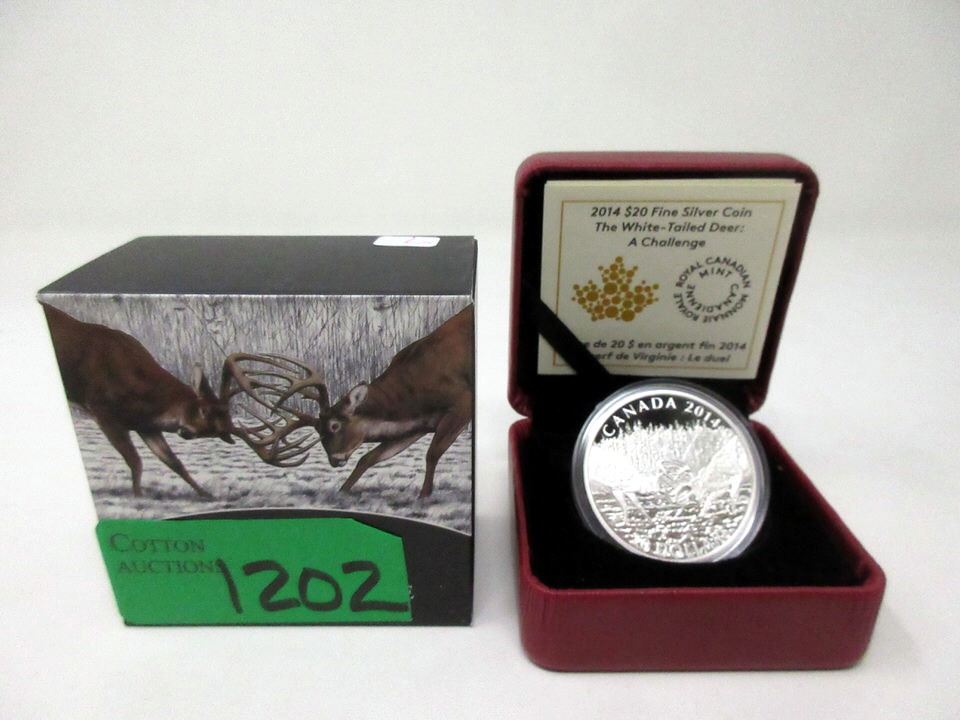 COTTON
AUCTIONS
1202
2014 $20 Fine Silver Coin
The White-Tailed Deer:
A Challenge
ROYAL CANADIAN MINT
MONNAIE ROYALE CANADIENNE
de 20 $ en argent fin 2014
de Virginie : Le duel
CANADA 2014